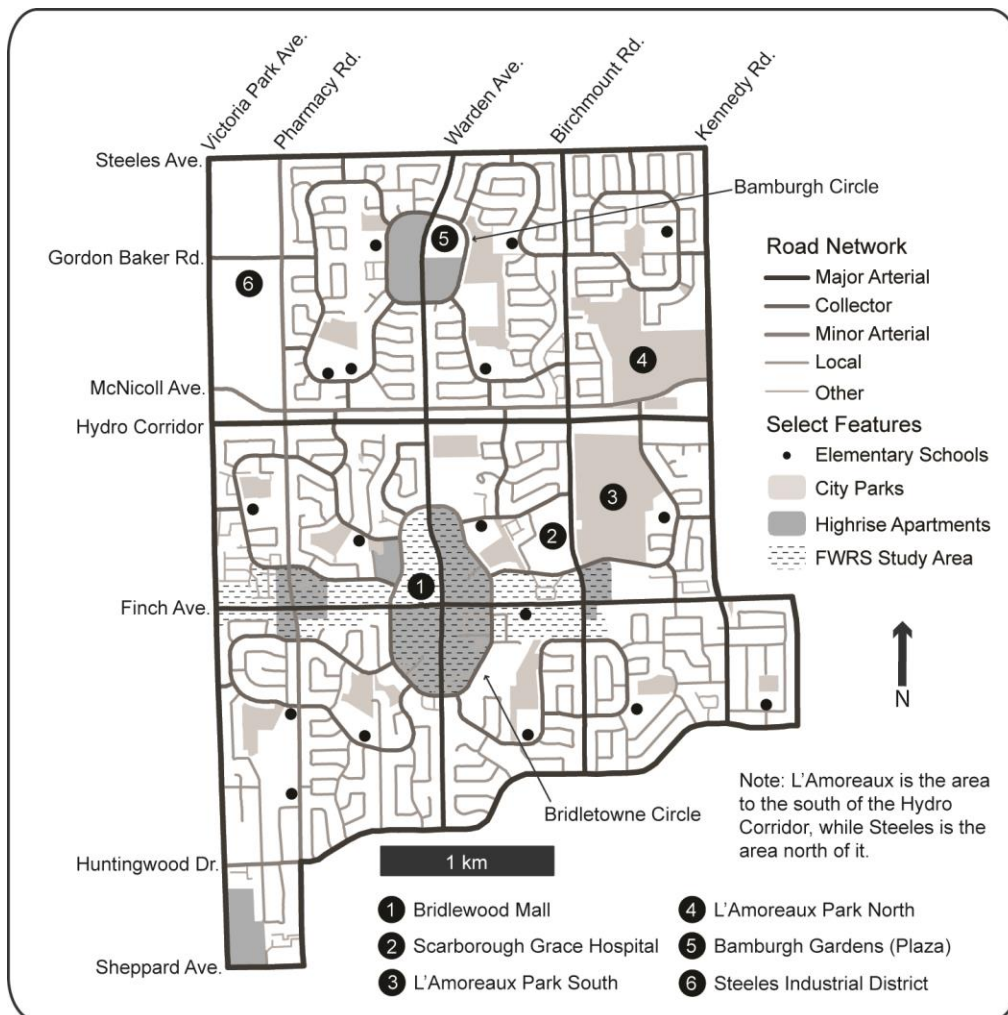 Victoria Park Ave.
Pharmacy Rd.
Warden Ave.
Birchmount Rd.
Kennedy Rd.
Steeles Ave.
Bamburgh Circle
5
Gordon Baker Rd.
6
Road Network
Major Arterial
Collector
Minor Arterial
Local
Other
4
McNicoll Ave.
Hydro Corridor
Select Features
Elementary Schools
City Parks
Highrise Apartments
FWRS Study Area
3
2
1
Finch Ave.
N
Note: L'Amoreaux is the area
to the south of the Hydro
Corridor, while Steeles is the
area north of it.
Bridletowne Circle
Huntingwood Dr.
1 km
1 Bridlewood Mall
2 Scarborough Grace Hospital
3 L'Amoreaux Park South
4 L'Amoreaux Park North
5 Bamburgh Gardens (Plaza)
6 Steeles Industrial District
Sheppard Ave.